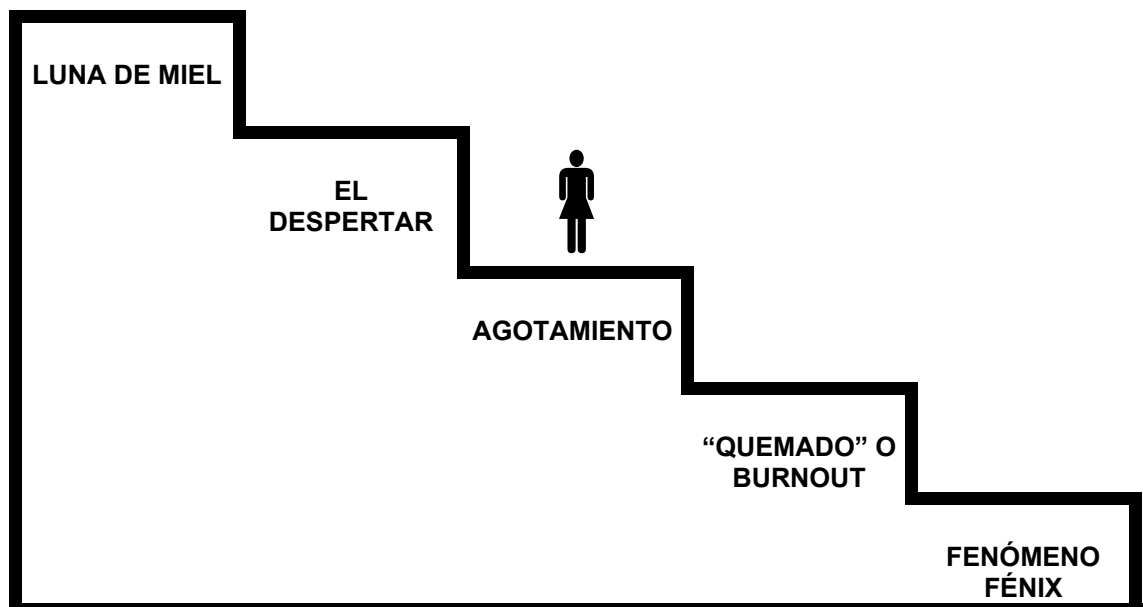 LUNA DE MIEL
EL
DESPERTAR
AGOTAMIENTO
“QUEMADO” O
BURNOUT
FENÓMENO
FÉNIX